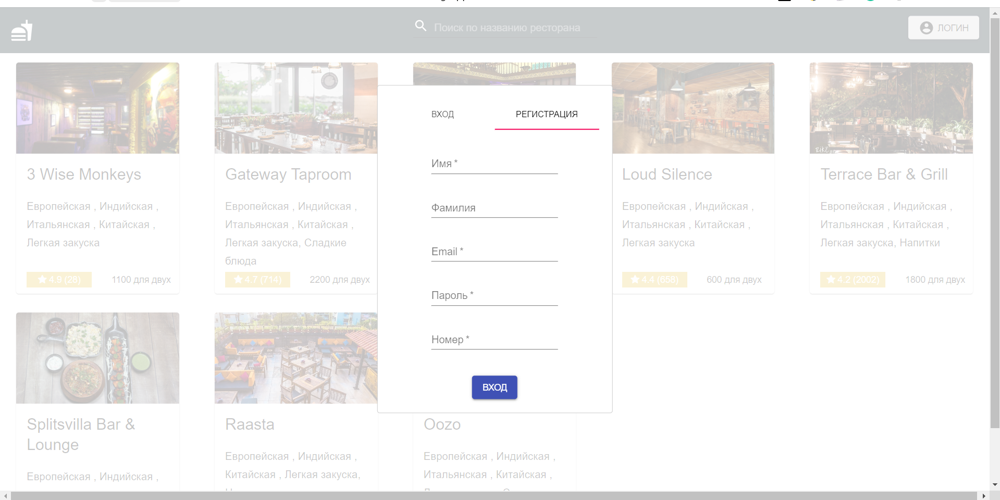 Поиск по названию ресторана
ЛОГИН
ВХОД
РЕГИСТРАЦИЯ
Имя *
Фамилия
Email *
Пароль *
Номер *
ВХОД
3 Wise Monkeys
Европейская , Индийская ,
Итальянская , Китайская ,
Легкая закуска
4.9 (28)
1100 для двух
Gateway Taproom
Европейская , Индийская ,
Итальянская , Китайская ,
Легкая закуска, Сладкие
блюда
4.7 (714)
2200 для двух
Loud Silence
Европейская , Индийская ,
Итальянская , Китайская ,
Легкая закуска
4.4 (658)
600 для двух
RIKE
Terrace Bar & Grill
Европейская , Индийская ,
Итальянская , Китайская ,
Легкая закуска, Напитки
4.2 (2002)
1800 для двух
Splitsvilla Bar &
Lounge
Европейская , Индийская ,
Raasta
Европейская , Индийская ,
Китайская , Легкая закуска,
Oozo
Европейская , Индийская ,
Итальянская , Китайская ,